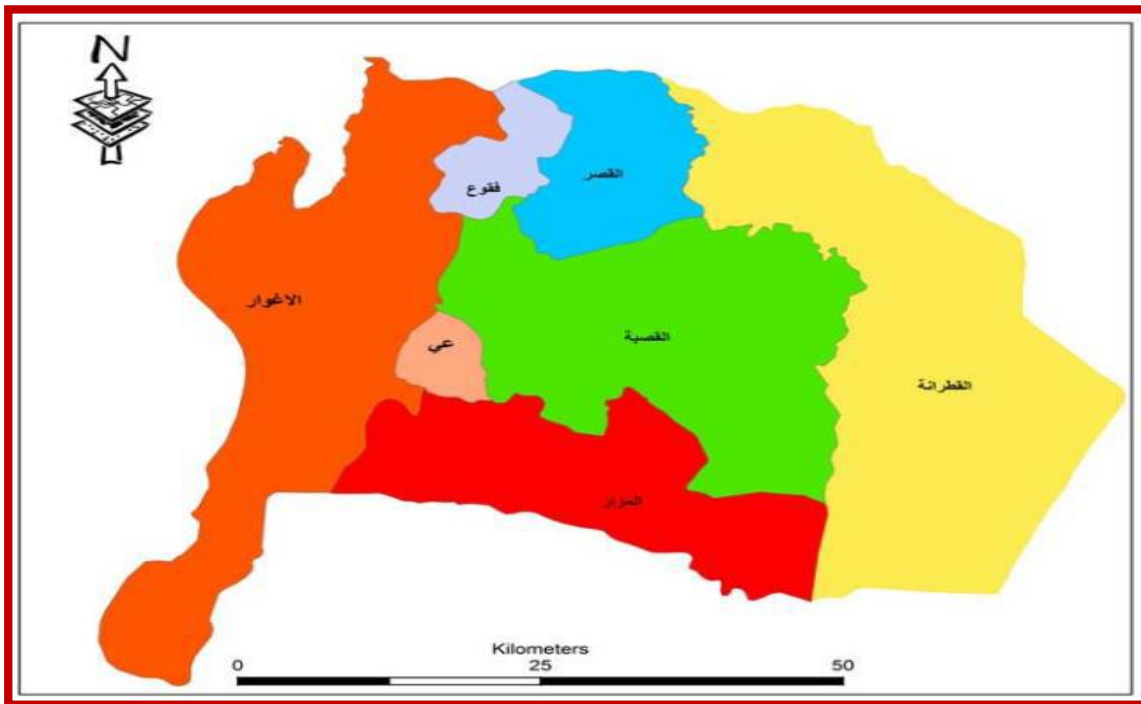 N
القصر
فقوع
الاغوار
القصبة
عي
القطرانة
المزار
Kilometers
0 25 50